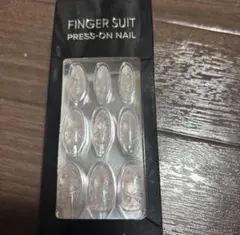 FINGER SUIT
PRESS-ON NAIL